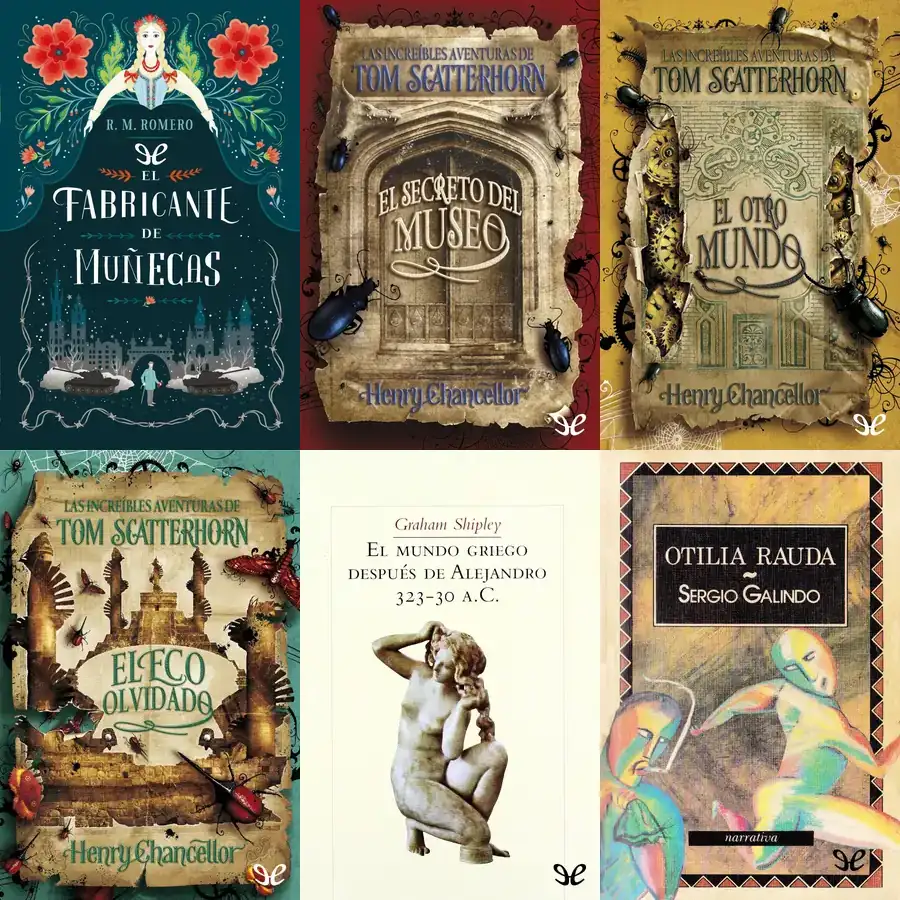 R. M. ROMERO
EL
FABRICANTE
DE
MUÑECAS
LAS INCREÍBLES AVENTURAS DE
TOM SCATTERHORN
EL SECRETO DEL
MUSEO
Henry Chancellor
LAS INCREÍBLES AVENTURAS DE
TOM SCATTERHORN
EL OTRO
MUNDO
Henry Chancellor
LAS INCREÍBLES AVENTURAS DE
TOM SCATTERHORN
EL ECO
OLVIDADO
Henry Chancellor
Graham Shipley
EL MUNDO GRIEGO
DESPUÉS DE ALEJANDRO
323-30 A.C.
OTILIA RAUDA
~
SERGIO GALINDO
narrativa